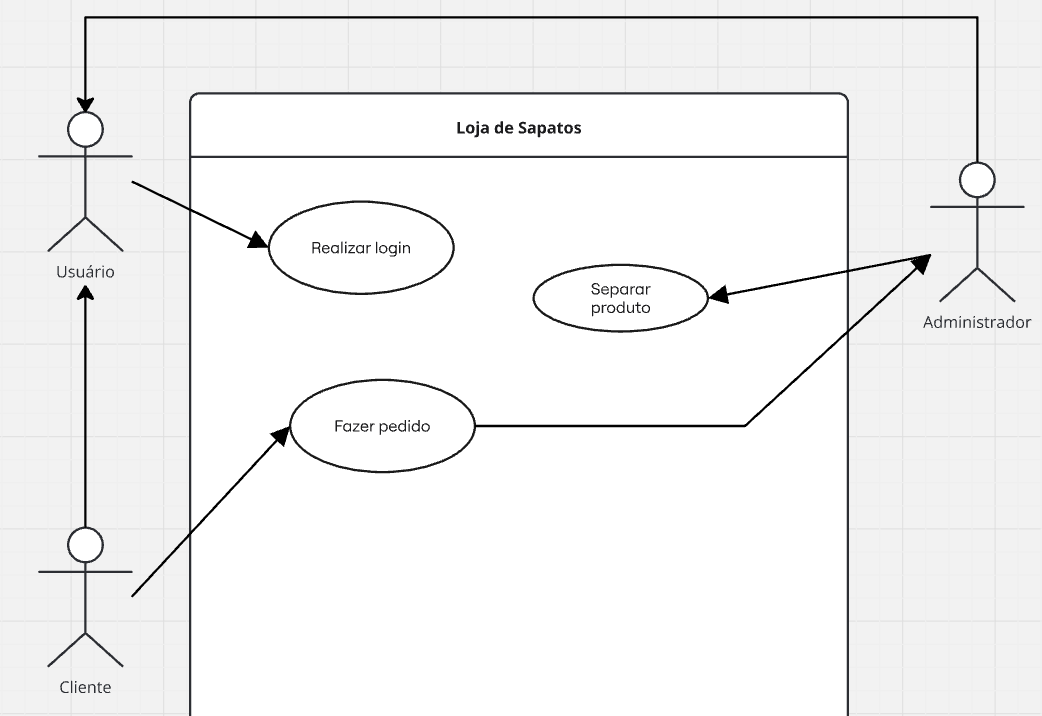 Loja de Sapatos
Realizar login
Usuário
Separar
produto
Administrador
Fazer pedido
Cliente